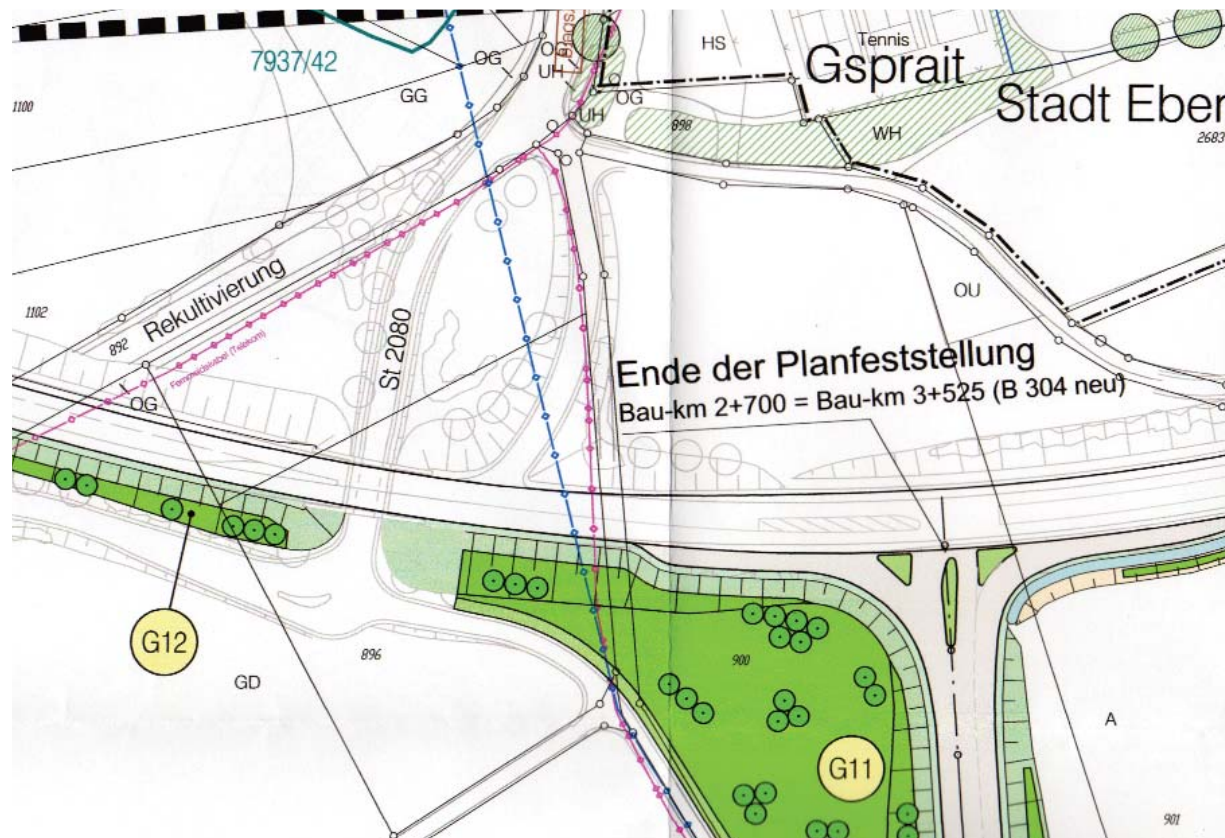 7937/42
OG
UH
OG
GG
HS
Tennis
Gsprait
Stadt Eber
1100
UH
OG
898
WH
2683
Rekultivierung
1102
892
Fernmeldekabel (Telekom)
OG
St 2080
OU
Ende der Planfeststellung
Bau-km 2+700 = Bau-km 3+525 (B 304 neu)
G12
896
GD
900
G11
A
901